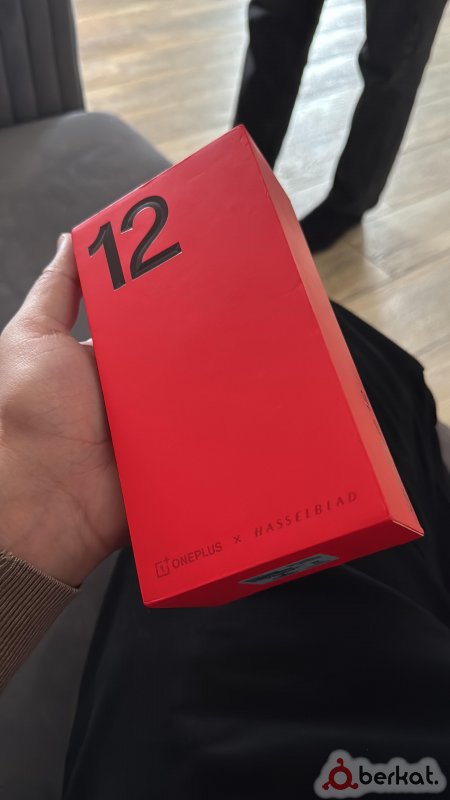 12
ONEPLUS x HASSELBLAD
berkat.